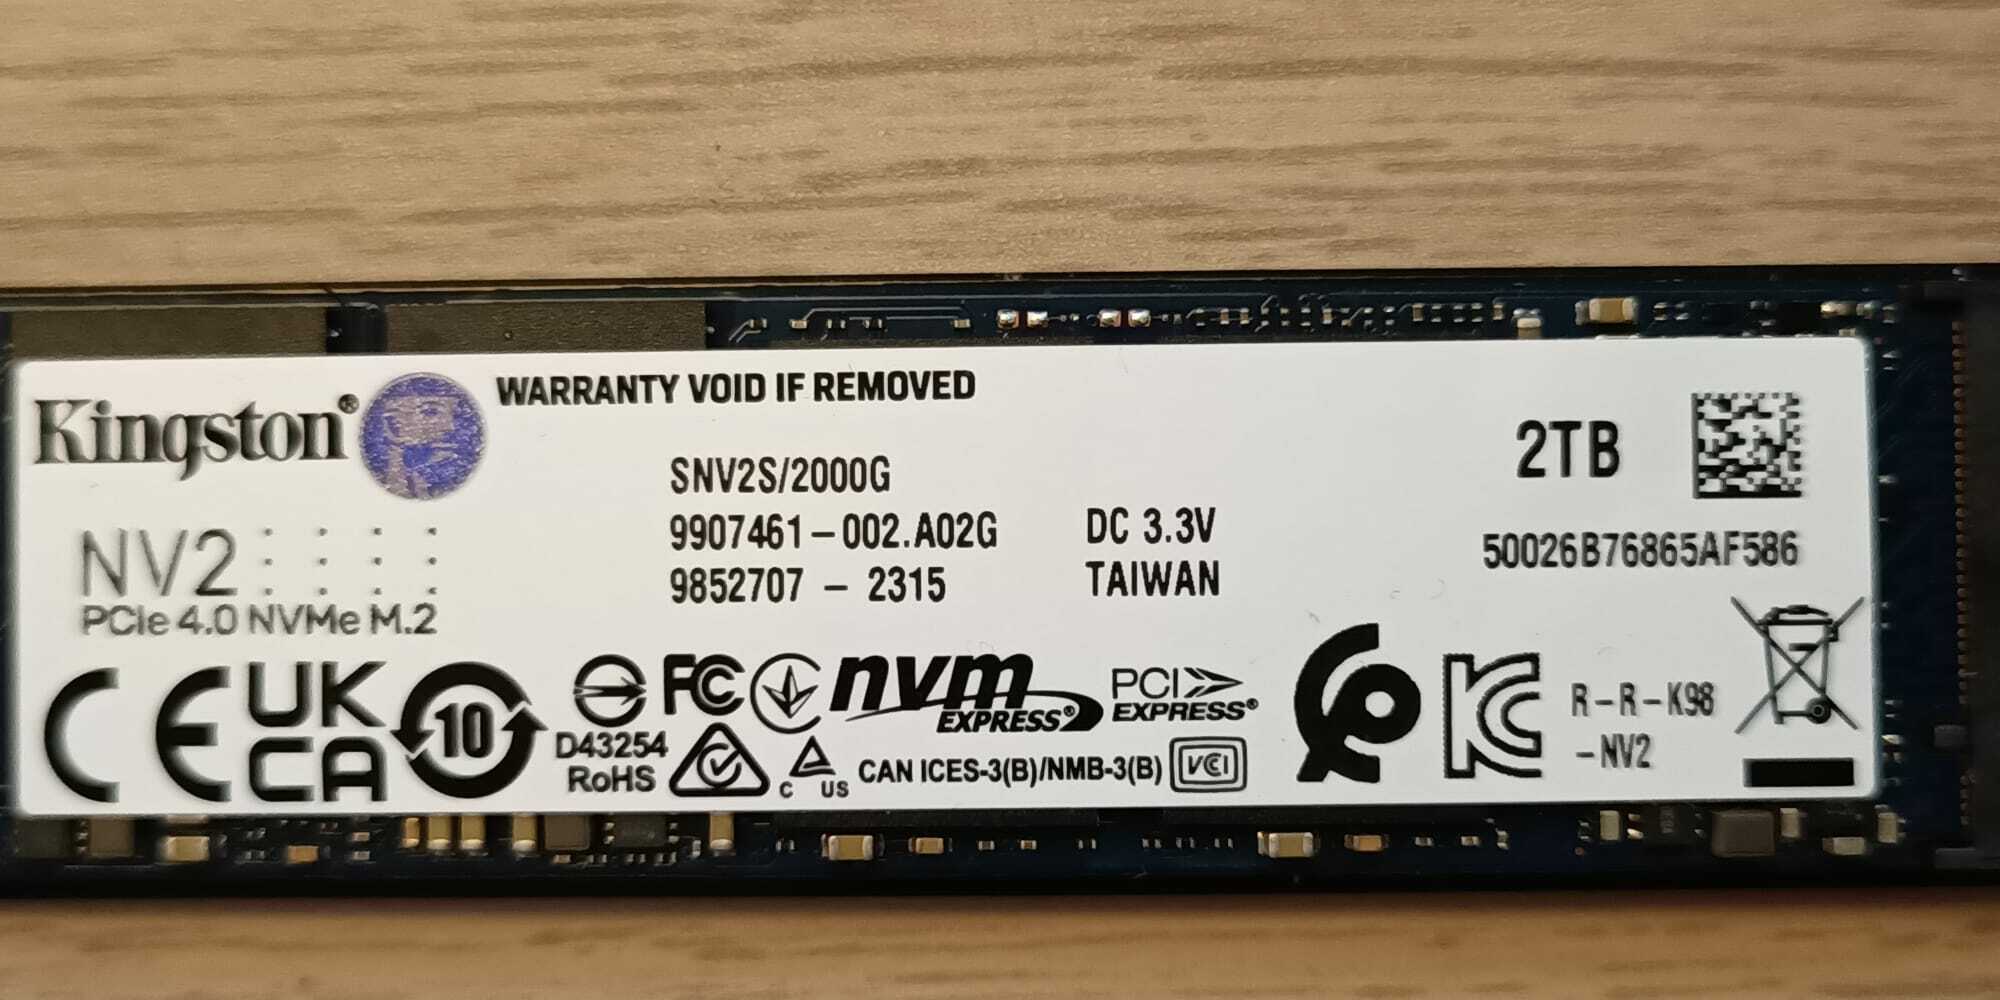 Kingston®
WARRANTY VOID IF REMOVED
SNV2S/2000G
9907461-002.A02G
9852707 - 2315
DC 3.3V
TAIWAN
2TB
50026B76865AF586
NV2
PCIe 4.0 NVMe M.2
CE
UK
CA
10
D43254
RoHS
FC
nvm
EXPRESS®
PCI
EXPRESS®
C US
CAN ICES-3(B)/NMB-3(B)
VCI
KC
R-R-K98
-NV2